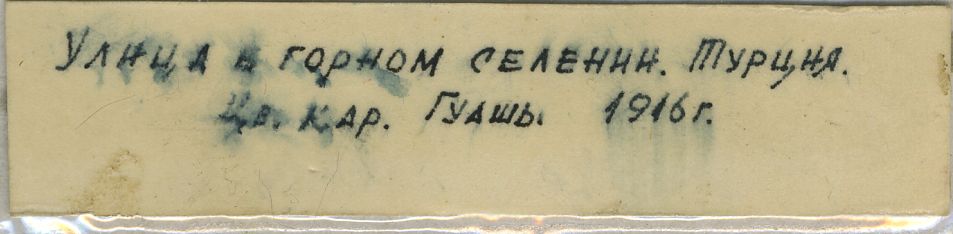 Улица в горном селении. Турция.
Цв. кар. Гуашь. 1916 г.